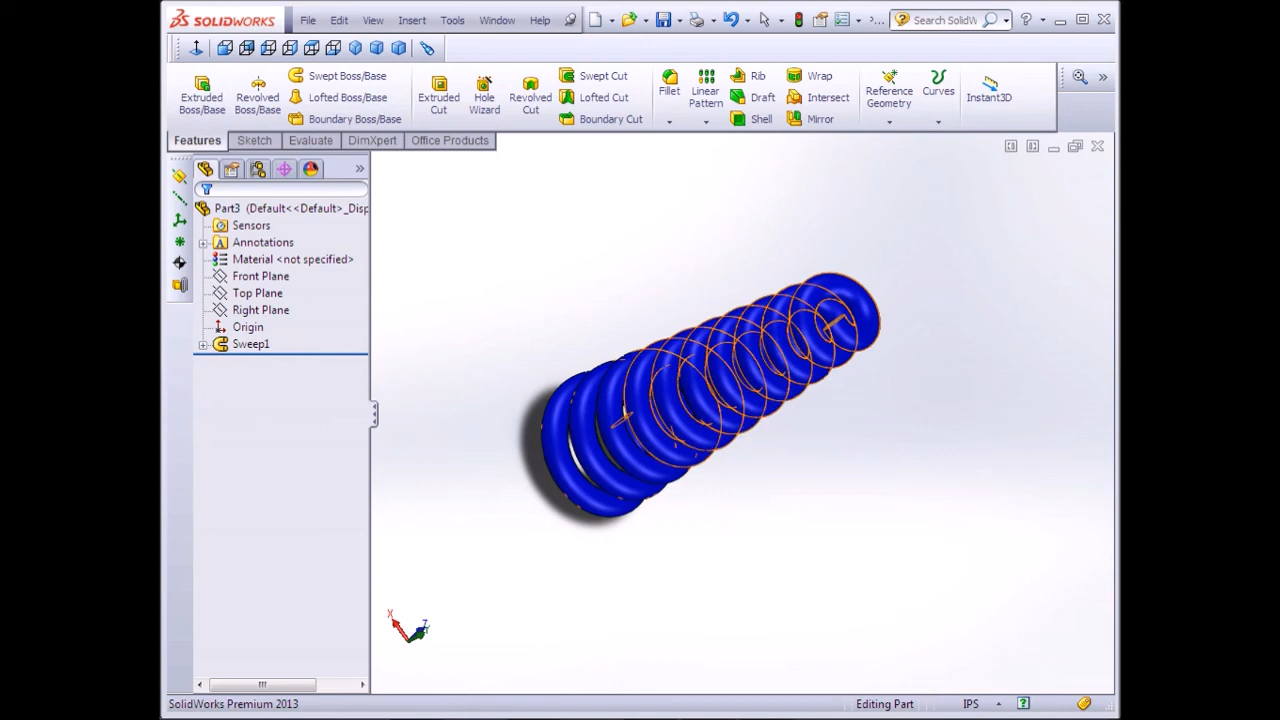 SOLIDWORKS File Edit View Insert Tools Window Help Search SolidW
Extruded Boss/Base
Revolved Boss/Base
Swept Boss/Base
Lofted Boss/Base
Boundary Boss/Base
Extruded Cut
Hole Wizard
Revolved Cut
Swept Cut
Lofted Cut
Boundary Cut
Fillet
Linear Pattern
Rib
Draft
Shell
Wrap
Intersect
Mirror
Reference Geometry
Curves
Instant3D
Features Sketch Evaluate DimXpert Office Products
Part3 (Default<<Default>_Disp
Sensors
Annotations
Material <not specified>
Front Plane
Top Plane
Right Plane
Origin
Sweep1
X
Z
SolidWorks Premium 2013 Editing Part IPS